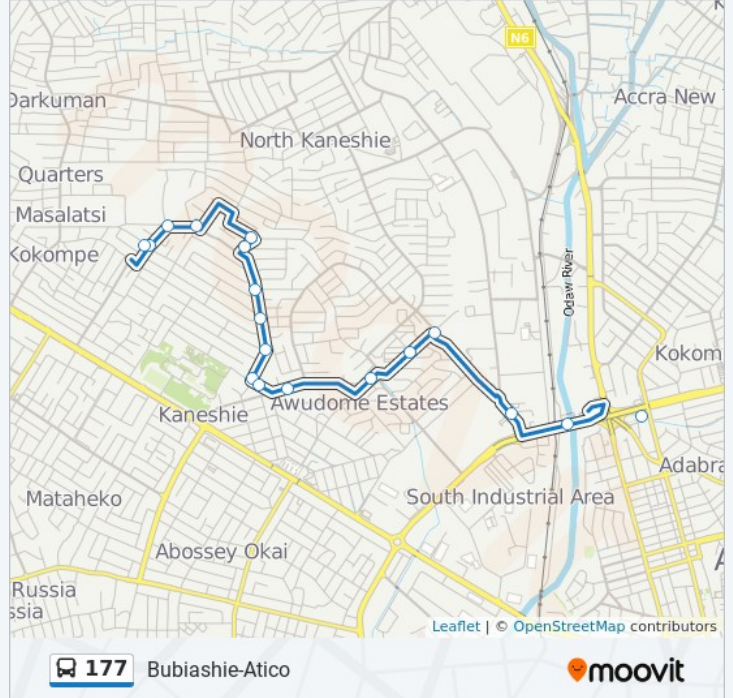 N6
Darkuman
Accra New
North Kaneshie
Quarters
Masalatsi
Kokompe
Odaw River
Kokom
Awudome Estates
Kaneshie
Adabra
Mataheko
South Industrial Area
Abossey Okai
Russia
ssia
Leaflet | © OpenStreetMap contributors
177 Bubiashie-Atico
moovit